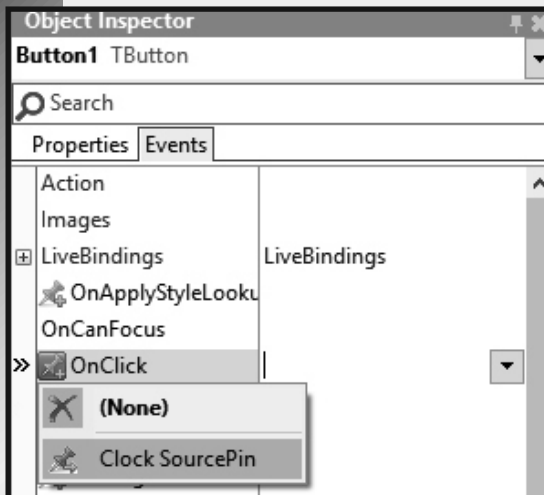 Object Inspector
Button1 TButton
Search
Properties Events
Action
Images
LiveBindings LiveBindings
OnApplyStyleLooku
OnCanFocus
OnClick
(None)
Clock SourcePin